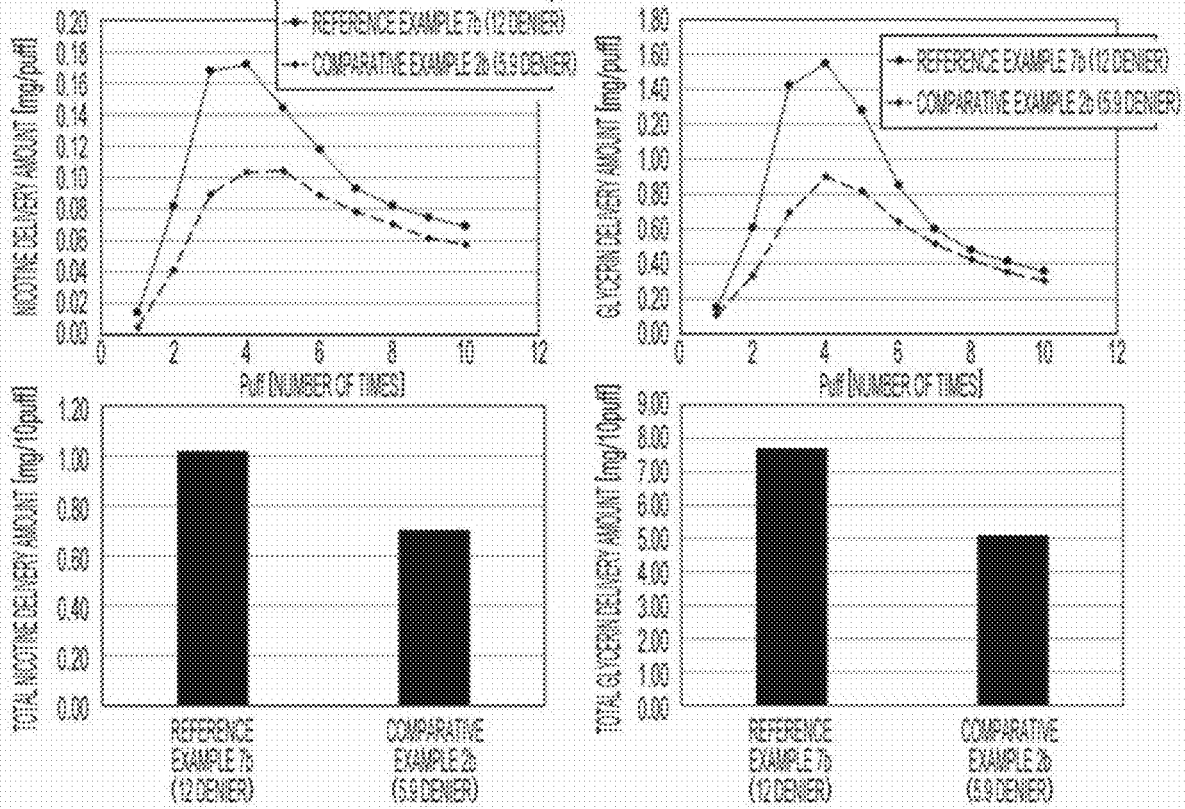 NICOTINE DELIVERY AMOUNT [mg/puff]
0.20
0.18
0.16
0.14
0.12
0.10
0.08
0.06
0.04
0.02
0.00
REFERENCE EXAMPLE 7b (12 DENIER)
COMPARATIVE EXAMPLE 2b (5.9 DENIER)
0 2 4 6 8 10 12
Puff [NUMBER OF TIMES]
GLYCERIN DELIVERY AMOUNT [mg/puff]
1.80
1.60
1.40
1.20
1.00
0.80
0.60
0.40
0.20
0.00
REFERENCE EXAMPLE 7b (12 DENIER)
COMPARATIVE EXAMPLE 2b (5.9 DENIER)
0 2 4 6 8 10 12
Puff [NUMBER OF TIMES]
TOTAL NICOTINE DELIVERY AMOUNT [mg/10puff]
1.20
1.00
0.80
0.60
0.40
0.20
0.00
REFERENCE
EXAMPLE 7b
(12 DENIER)
COMPARATIVE
EXAMPLE 2b
(5.9 DENIER)
TOTAL GLYCERIN DELIVERY AMOUNT [mg/10puff]
9.00
8.00
7.00
6.00
5.00
4.00
3.00
2.00
1.00
0.00
REFERENCE
EXAMPLE 7b
(12 DENIER)
COMPARATIVE
EXAMPLE 2b
(5.9 DENIER)